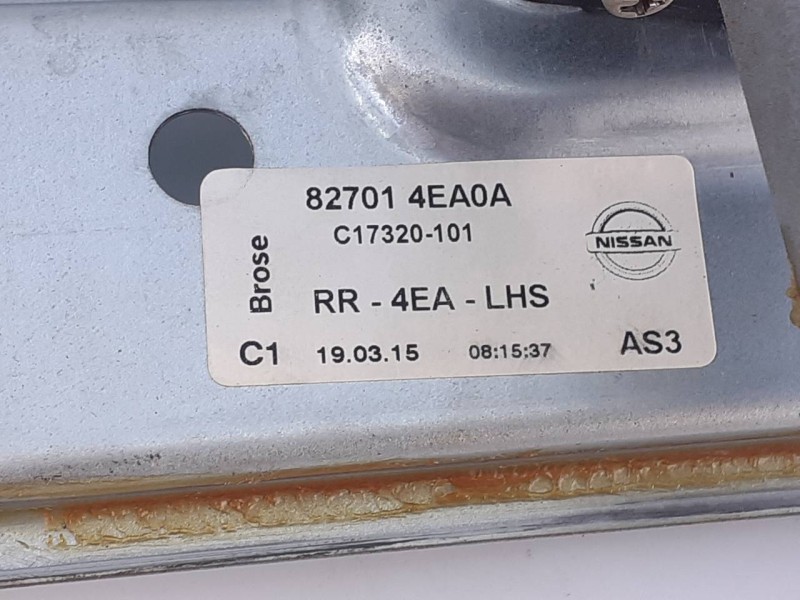 82701 4EA0A
C17320-101
NISSAN
Brose
RR - 4EA - LHS
C1 19.03.15 08:15:37 AS3